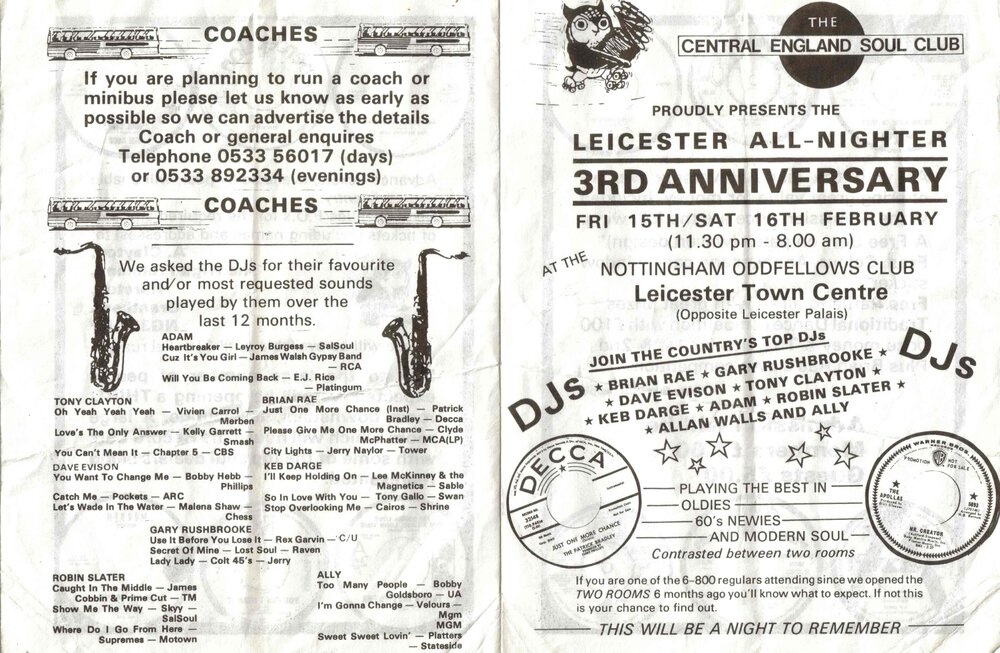 COACHES
If you are planning to run a coach or
minibus please let us know as early as
possible so we can advertise the details
Coach or general enquires
Telephone 0533 56017 (days)
or 0533 892334 (evenings)
COACHES
We asked the DJs for their favourite
and/or most requested sounds
played by them over the
last 12 months.
ADAM
Heartbreaker — Leyroy Burgess — SalSoul
Cuz It's You Girl — James Walsh Gypsy Band
— RCA
Will You Be Coming Back — E.J. Rice
— Platingum
TONY CLAYTON
Oh Yeah Yeah Yeah — Vivien Carrol —
Merben
Love's The Only Answer — Kelly Garrett —
Smash
You Can't Mean It — Chapter 5 — CBS
BRIAN RAE
Just One More Chance (Inst) — Patrick
Bradley — Decca
Please Give Me One More Chance — Clyde
McPhatter — MCA(LP)
City Lights — Jerry Naylor — Tower
DAVE EVISON
You Want To Change Me — Bobby Hebb —
Phillips
Catch Me — Pockets — ARC
Let's Wade In The Water — Malena Shaw —
Chess
KEB DARGE
I'll Keep Holding On — Lee McKinney & the
Magnetics — Sable
So In Love With You — Tony Gallo — Swan
Stop Overlooking Me — Cairos — Shrine
GARY RUSHBROOKE
Use It Before You Lose It — Rex Garvin — C/U
Secret Of Mine — Lost Soul — Raven
Lady Lady — Colt 45's — Jerry
ROBIN SLATER
Caught In The Middle — James
Cobbin & Prime Cut — TM
Show Me The Way — Skyy —
SalSoul
Where Do I Go From Here —
Supremes — Motown
ALLY
Too Many People — Bobby
Goldsboro — UA
I'm Gonna Change — Velours —
Mgm
MGM
Sweet Sweet Lovin' — Platters
— Stateside
THE
CENTRAL ENGLAND SOUL CLUB
PROUDLY PRESENTS THE
LEICESTER ALL-NIGHTER
3RD ANNIVERSARY
FRI 15TH/SAT 16TH FEBRUARY
(11.30 pm - 8.00 am)
AT THE
NOTTINGHAM ODDFELLOWS CLUB
Leicester Town Centre
(Opposite Leicester Palais)
JOIN THE COUNTRY'S TOP DJs
DJs
DJs
★ BRIAN RAE ★ GARY RUSHBROOKE ★
★ DAVE EVISON ★ TONY CLAYTON ★
★ KEB DARGE ★ ADAM ★ ROBIN SLATER ★
★ ALLAN WALLS AND ALLY
DECCA
JUST ONE MORE CHANCE
THE PATRICK BRADLEY
WARNER BROS.
PROMOTION NOT FOR SALE
THE APOLLAS
MR. CREATOR
PLAYING THE BEST IN
OLDIES
60's NEWIES
AND MODERN SOUL
Contrasted between two rooms
If you are one of the 6-800 regulars attending since we opened the
TWO ROOMS 6 months ago you'll know what to expect. If not this
is your chance to find out.
THIS WILL BE A NIGHT TO REMEMBER